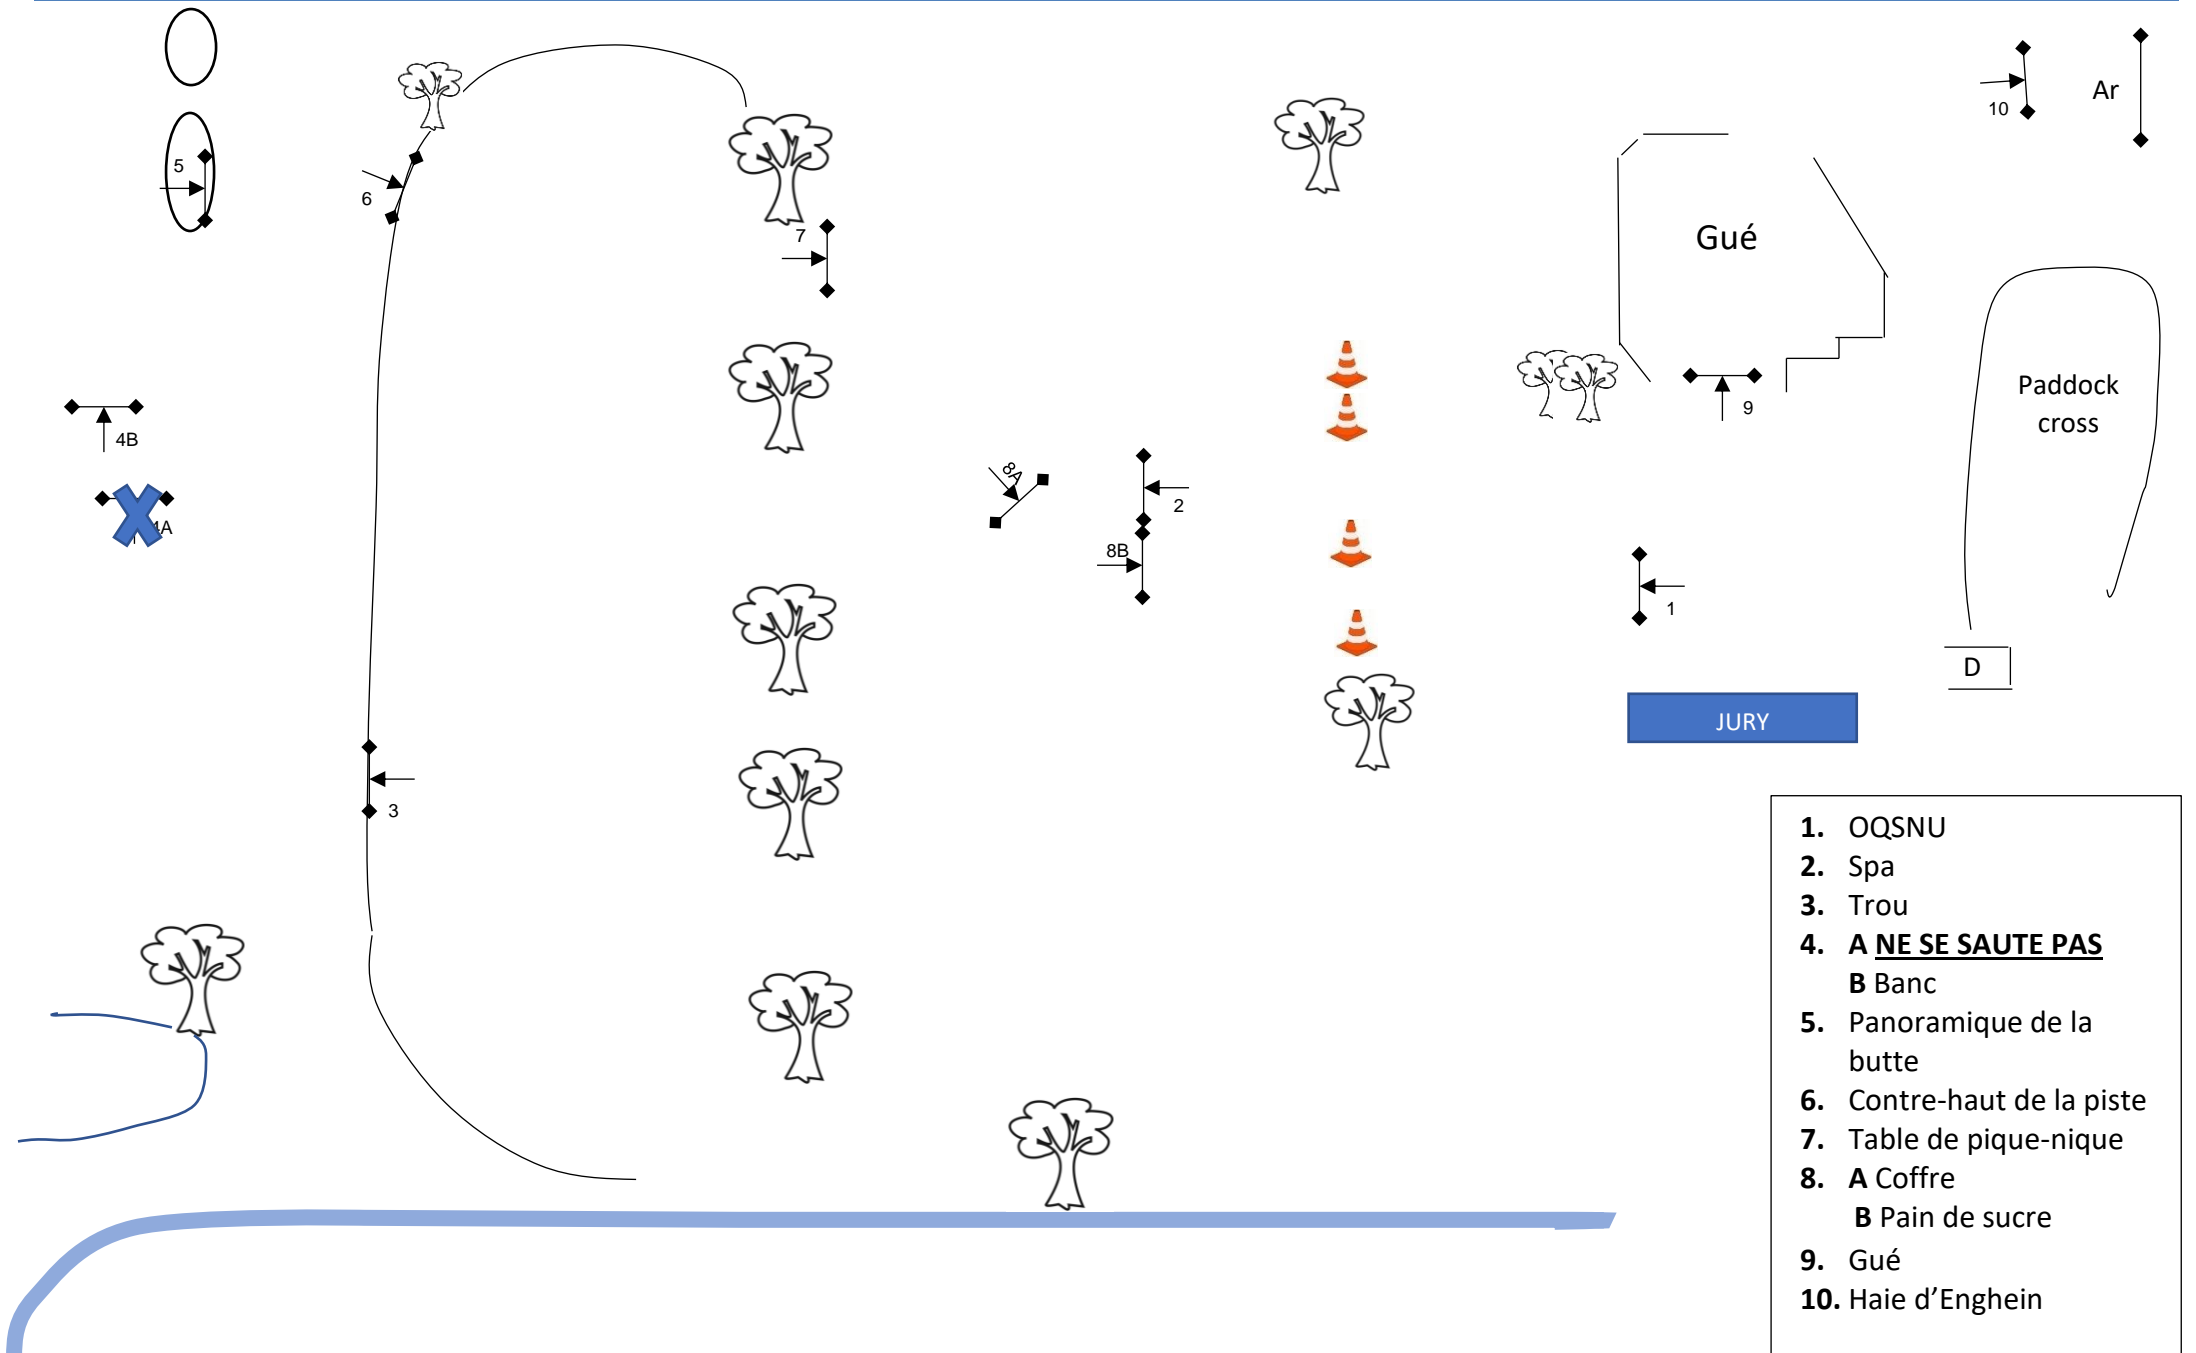 10
Ar
5
6
7
Gué
Paddock
cross
4B
9
8A
2
4A
8B
1
D
JURY
3
1. OQSNU
2. Spa
3. Trou
4. A NE SE SAUTE PAS
B Banc
5. Panoramique de la
butte
6. Contre-haut de la piste
7. Table de pique-nique
8. A Coffre
B Pain de sucre
9. Gué
10. Haie d’Enghein